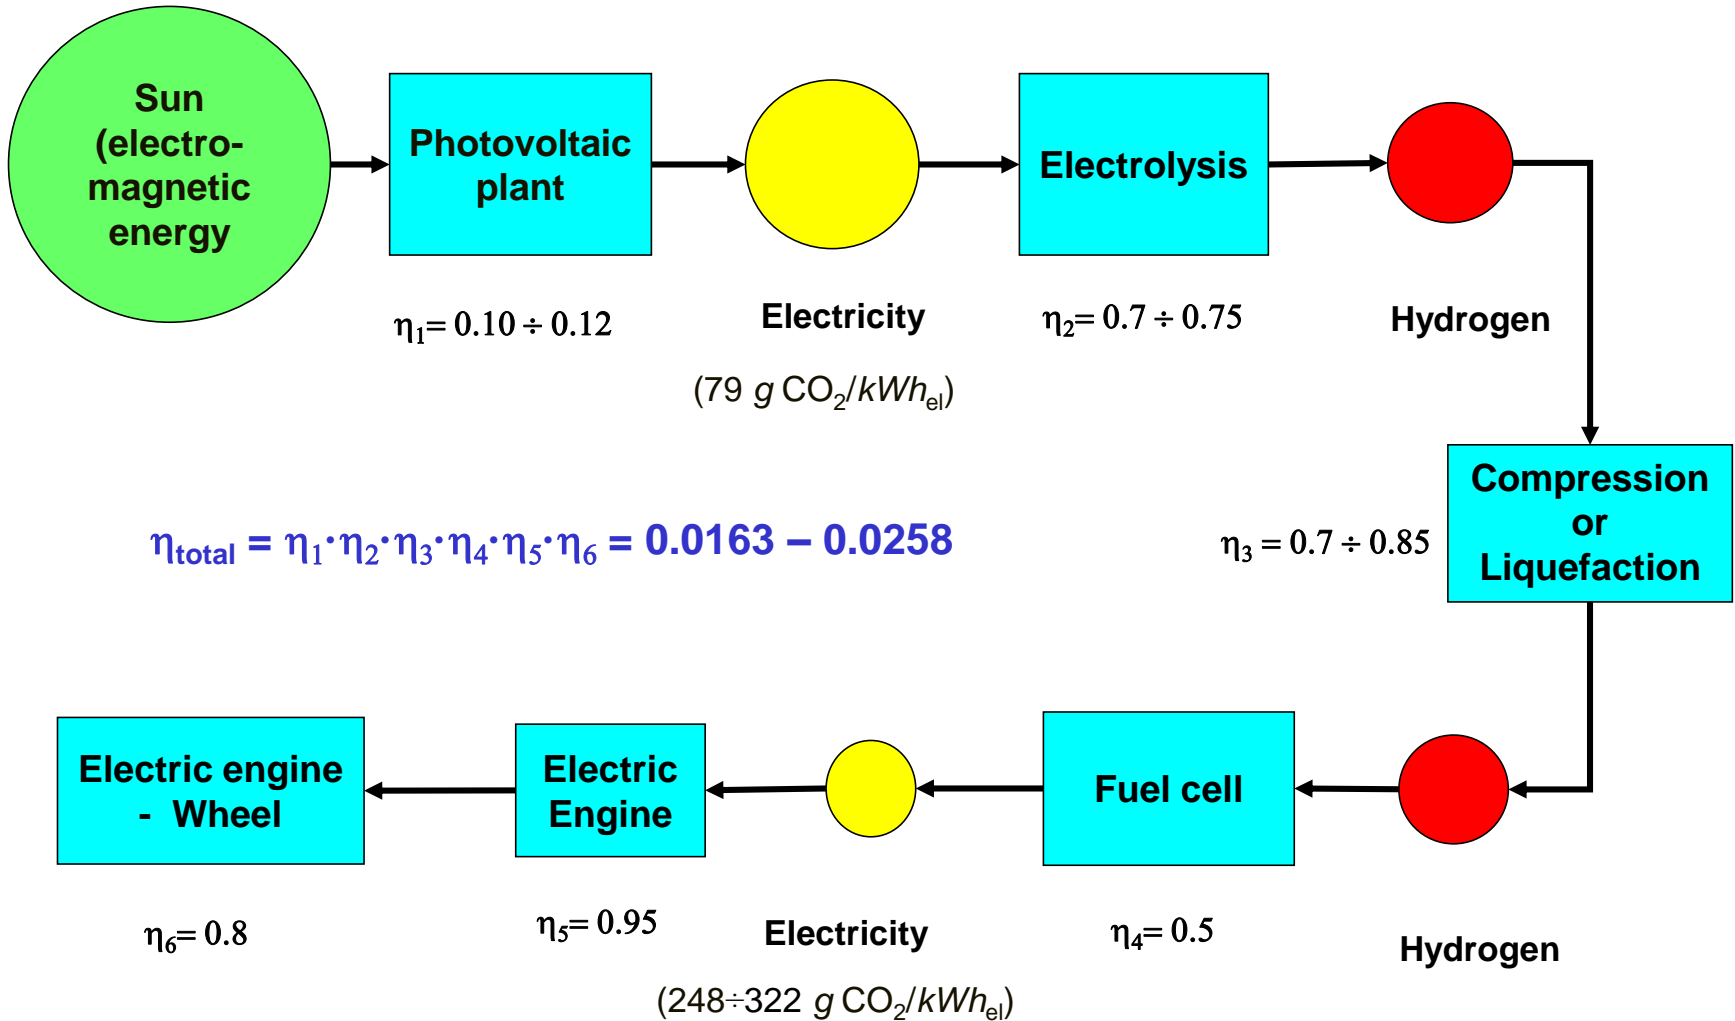 Sun
(electro-
magnetic
energy
Photovoltaic
plant
Electrolysis
η₁= 0.10 ÷ 0.12
Electricity
η₂= 0.7 ÷ 0.75
Hydrogen
(79 g CO₂/kWhₑₗ)
Compression
or
Liquefaction
η_total = η₁·η₂·η₃·η₄·η₅·η₆ = 0.0163 – 0.0258
η₃ = 0.7 ÷ 0.85
Electric engine
- Wheel
Electric
Engine
Fuel cell
η₆= 0.8
η₅= 0.95
Electricity
η₄= 0.5
Hydrogen
(248÷322 g CO₂/kWhₑₗ)